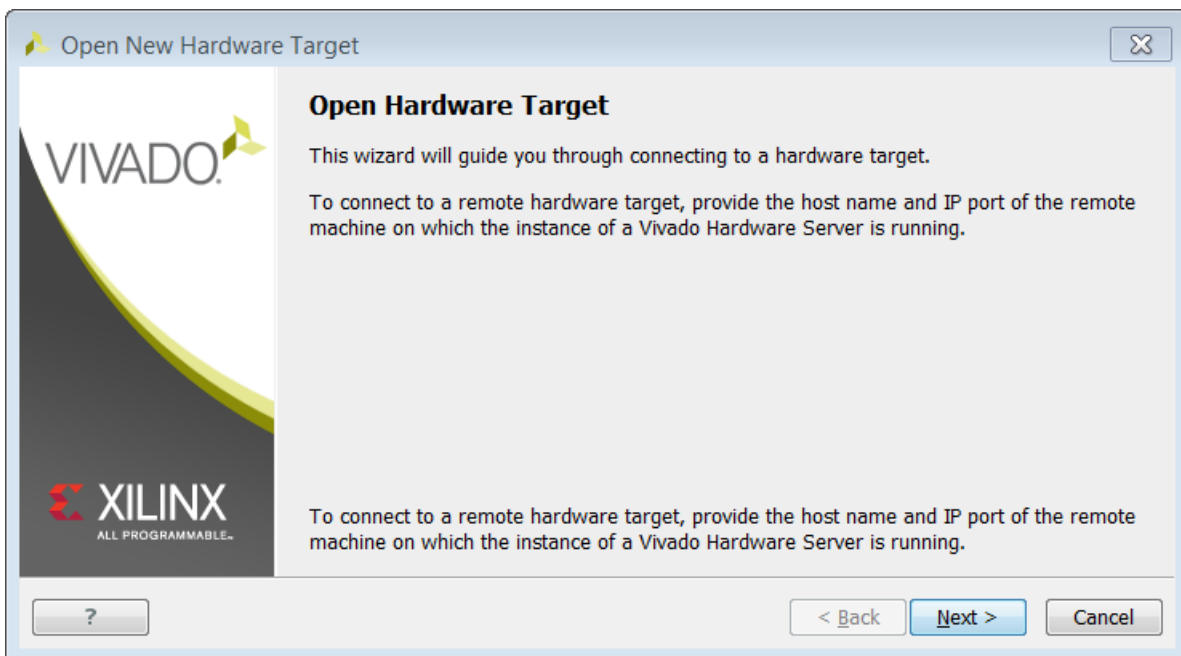 Open New Hardware Target
VIVADO.
Open Hardware Target
This wizard will guide you through connecting to a hardware target.
To connect to a remote hardware target, provide the host name and IP port of the remote
machine on which the instance of a Vivado Hardware Server is running.
XILINX
ALL PROGRAMMABLE™
To connect to a remote hardware target, provide the host name and IP port of the remote
machine on which the instance of a Vivado Hardware Server is running.
?
< Back
Next >
Cancel